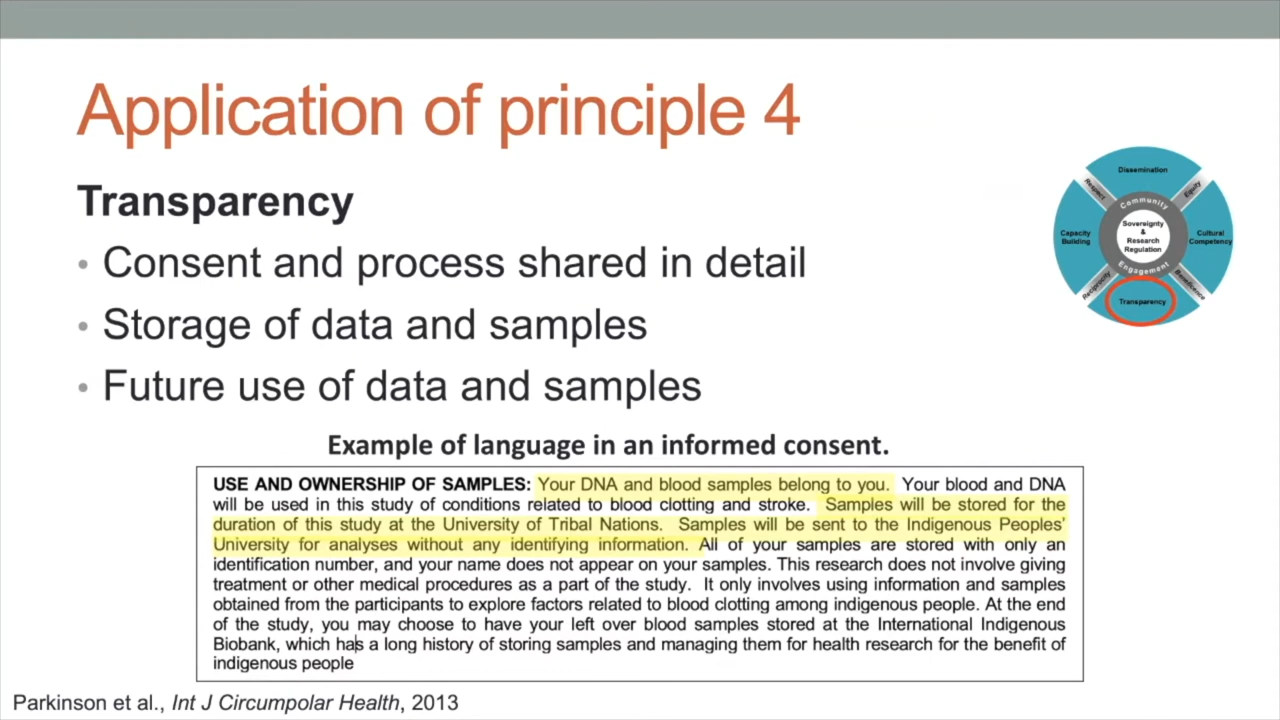 Application of principle 4
Transparency
• Consent and process shared in detail
• Storage of data and samples
• Future use of data and samples
Dissemination
Respect
Equity
Community
Capacity
Building
Sovereignty
&
Research
Regulation
Cultural
Competency
Engagement
Reciprocity
Beneficence
Transparency
Example of language in an informed consent.
USE AND OWNERSHIP OF SAMPLES: Your DNA and blood samples belong to you. Your blood and DNA
will be used in this study of conditions related to blood clotting and stroke. Samples will be stored for the
duration of this study at the University of Tribal Nations. Samples will be sent to the Indigenous Peoples'
University for analyses without any identifying information. All of your samples are stored with only an
identification number, and your name does not appear on your samples. This research does not involve giving
treatment or other medical procedures as a part of the study. It only involves using information and samples
obtained from the participants to explore factors related to blood clotting among indigenous people. At the end
of the study, you may choose to have your left over blood samples stored at the International Indigenous
Biobank, which has a long history of storing samples and managing them for health research for the benefit of
indigenous people
Parkinson et al., Int J Circumpolar Health, 2013